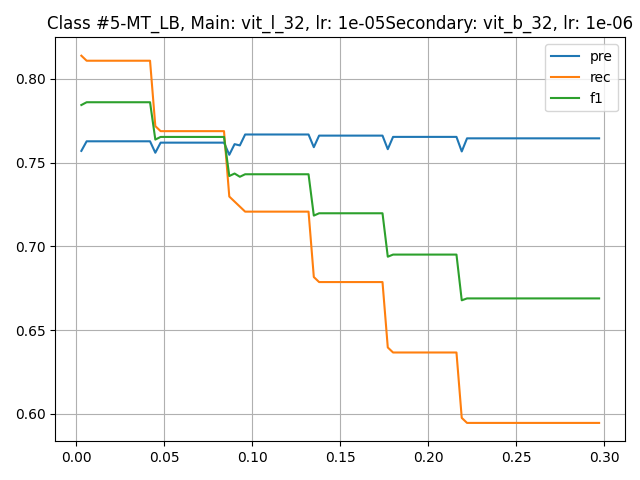 Class #5-MT_LB, Main: vit_l_32, lr: 1e-05Secondary: vit_b_32, lr: 1e-06
pre
rec
f1
0.80
0.75
0.70
0.65
0.60
0.00 0.05 0.10 0.15 0.20 0.25 0.30